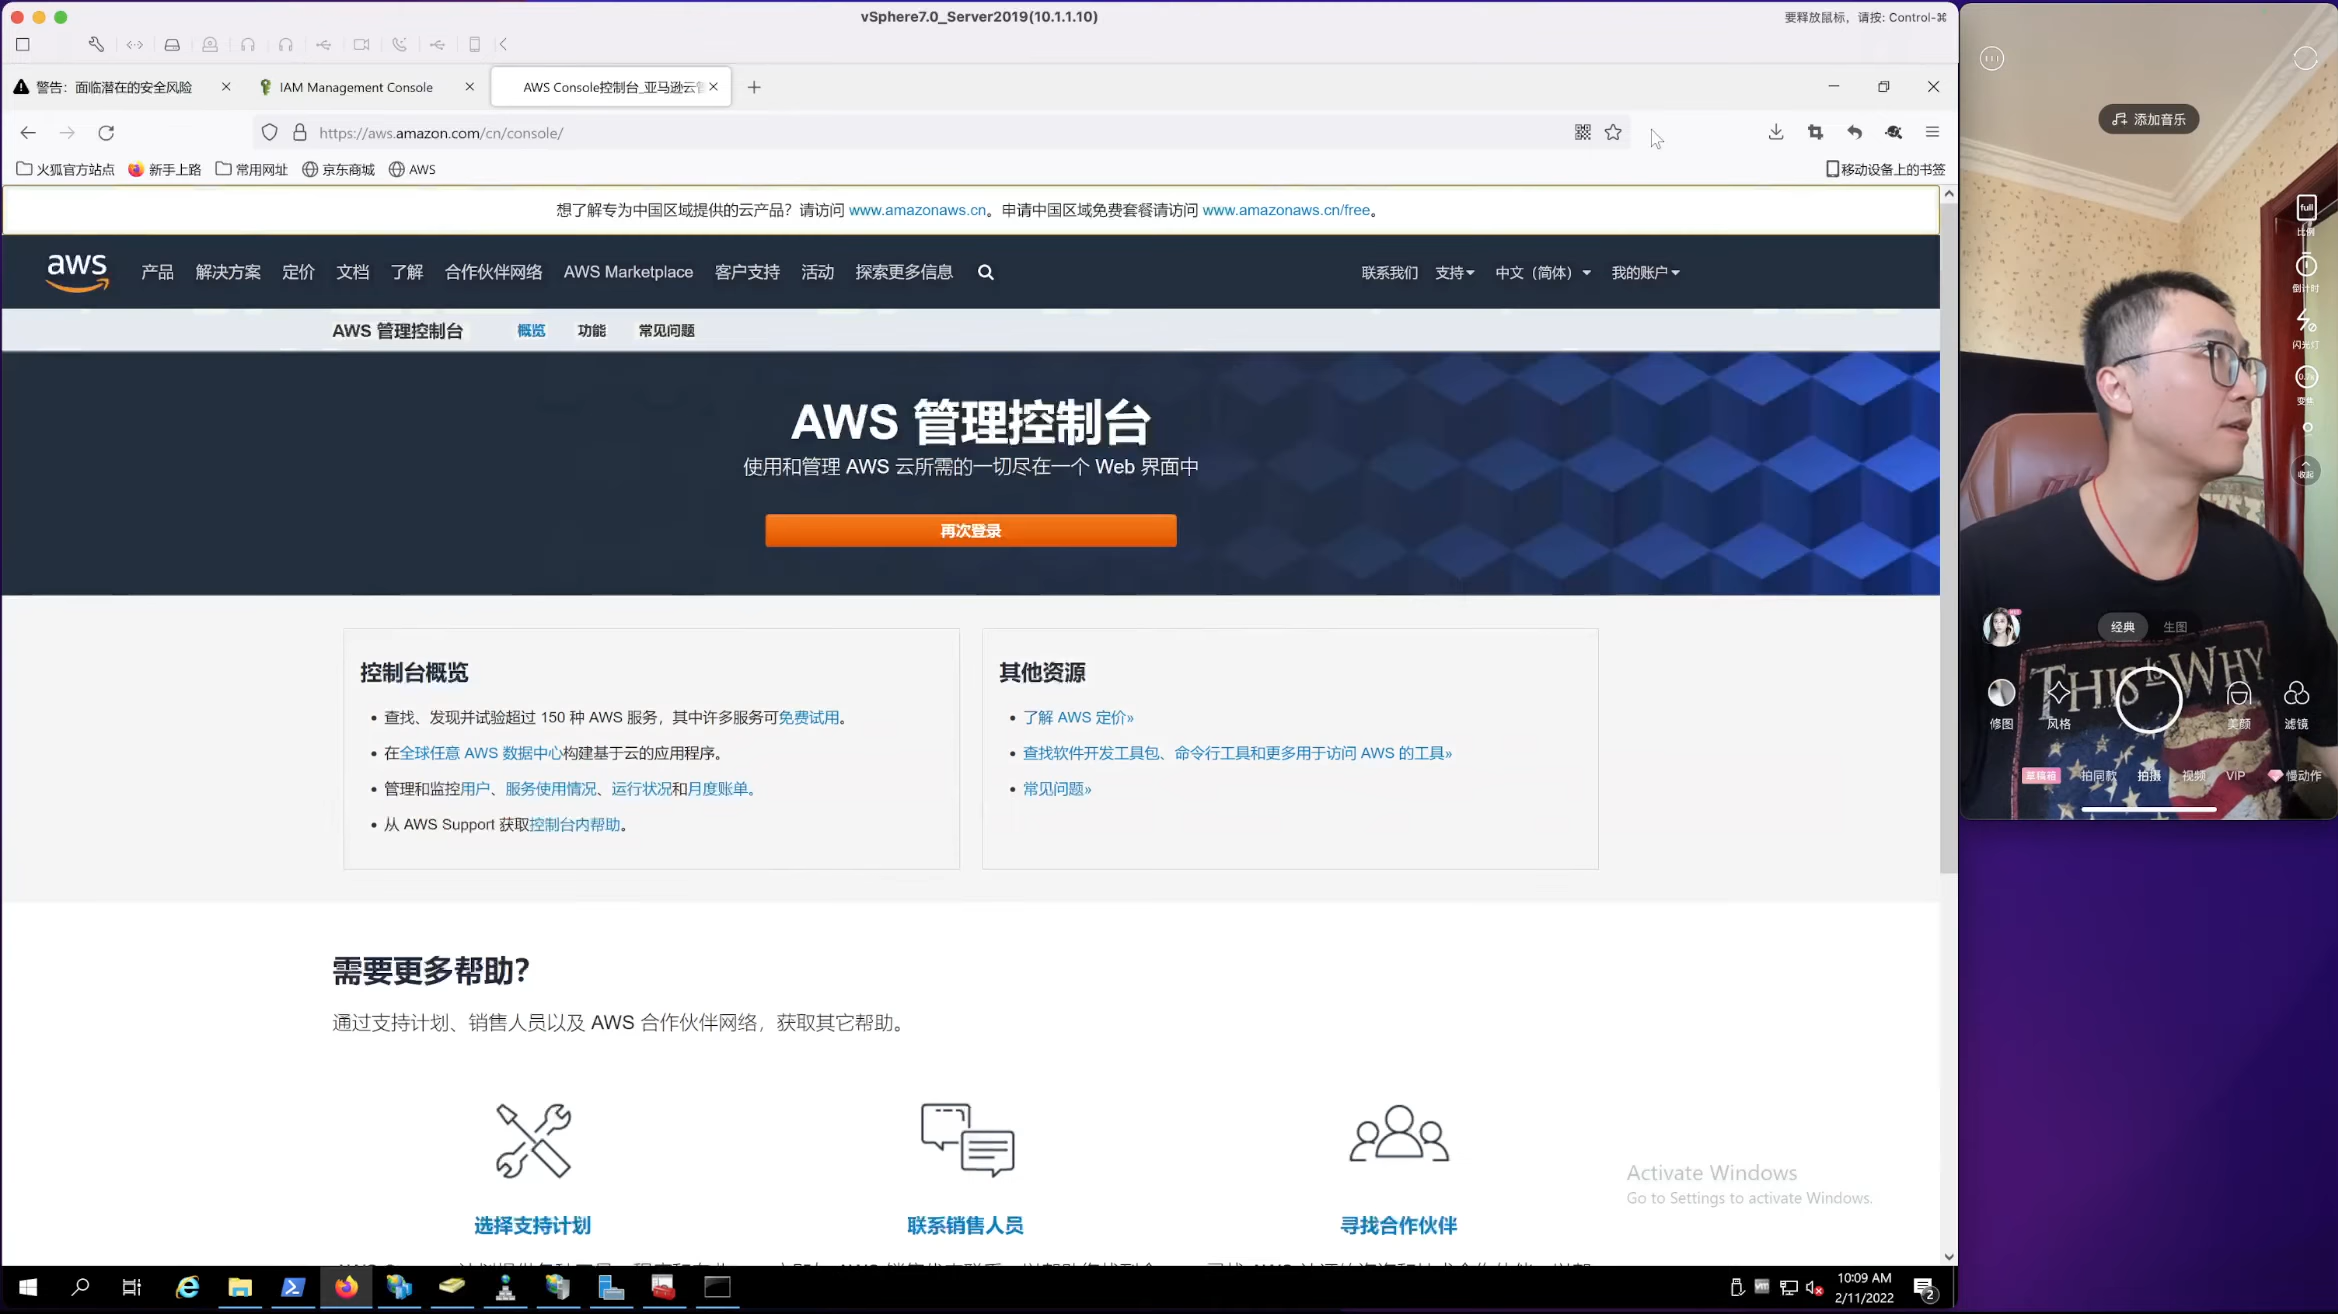 vSphere7.0_Server2019(10.1.1.10)
要释放鼠标，请按: Control-⌘
警告：面临潜在的安全风险
IAM Management Console
AWS Console控制台_亚马逊云
https://aws.amazon.com/cn/console/
火狐官方站点
新手上路
常用网址
京东商城
AWS
移动设备上的书签
想了解专为中国区域提供的云产品？请访问 www.amazonaws.cn。申请中国区域免费套餐请访问 www.amazonaws.cn/free。
aws
产品
解决方案
定价
文档
了解
合作伙伴网络
AWS Marketplace
客户支持
活动
探索更多信息
联系我们
支持
中文（简体）
我的账户
AWS 管理控制台
概览
功能
常见问题
AWS 管理控制台
使用和管理 AWS 云所需的一切尽在一个 Web 界面中
再次登录
控制台概览
查找、发现并试验超过 150 种 AWS 服务，其中许多服务可免费试用。
在全球任意 AWS 数据中心构建基于云的应用程序。
管理和监控用户、服务使用情况、运行状况和月度账单。
从 AWS Support 获取控制台内帮助。
其他资源
了解 AWS 定价»
查找软件开发工具包、命令行工具和更多用于访问 AWS 的工具»
常见问题»
需要更多帮助？
通过支持计划、销售人员以及 AWS 合作伙伴网络，获取其它帮助。
选择支持计划
联系销售人员
寻找合作伙伴
Activate Windows
Go to Settings to activate Windows.
10:09 AM
2/11/2022
2
添加音乐
full
比例
倒计时
闪光灯
变焦
收起
经典
生图
THIS IS WHY
修图
风格
美颜
滤镜
草稿箱
拍同款
拍摄
视频
VIP
慢动作